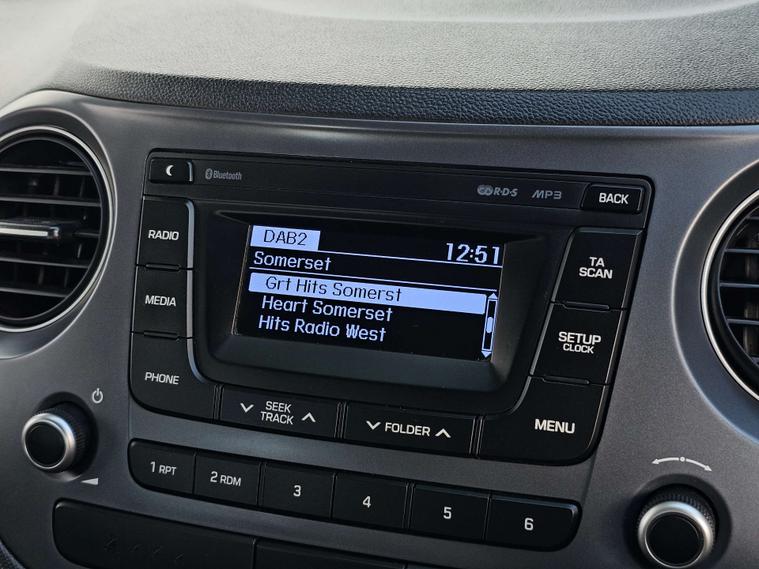 Bluetooth
R·D·S
MP3
BACK
RADIO
MEDIA
PHONE
DAB2
12:51
Somerset
Grt Hits Somerst
Heart Somerset
Hits Radio West
TA
SCAN
SETUP
CLOCK
SEEK
TRACK
FOLDER
MENU
1 RPT
2 RDM
3
4
5
6